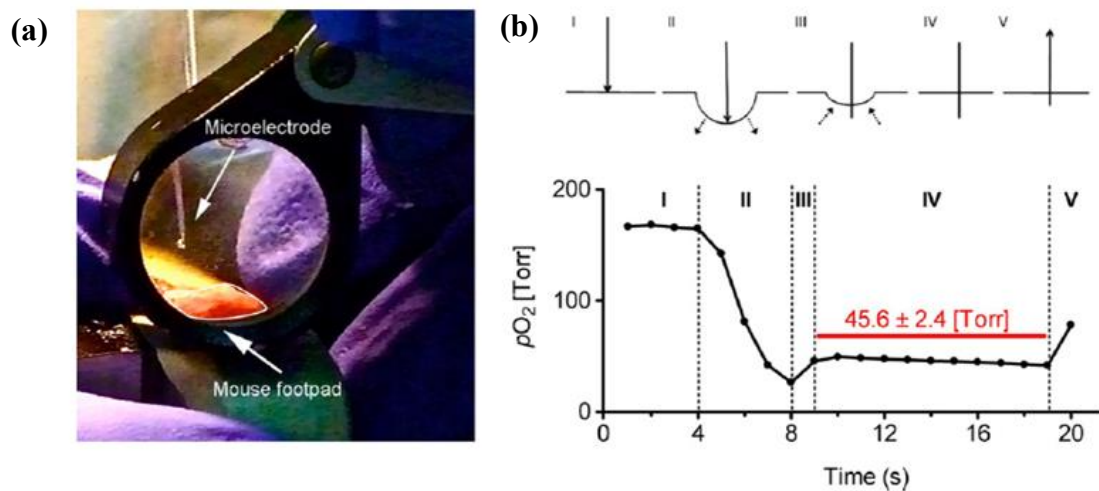 (a)
Microelectrode
Mouse footpad
(b)
I II III IV V
200
100
0
pO₂ [Torr]
I II III IV V
45.6 ± 2.4 [Torr]
0 4 8 12 16 20
Time (s)